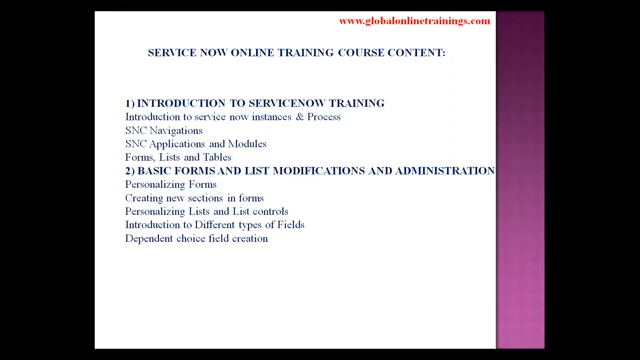 www.globalonlinetrainings.com
SERVICE NOW ONLINE TRAINING COURSE CONTENT:
1) INTRODUCTION TO SERVICENOW TRAINING
Introduction to service now instances & Process
SNC Navigations
SNC Applications and Modules
Forms, Lists and Tables
2) BASIC FORMS AND LIST MODIFICATIONS AND ADMINISTRATION
Personalizing Forms
Creating new sections in forms
Personalizing Lists and List controls
Introduction to Different types of Fields
Dependent choice field creation